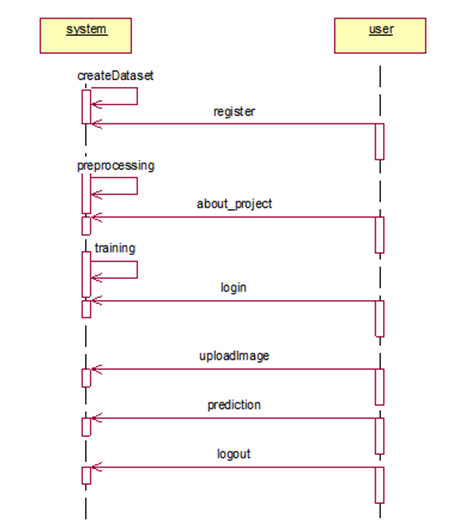 system
user
createDataset
register
preprocessing
about_project
training
login
uploadImage
prediction
logout